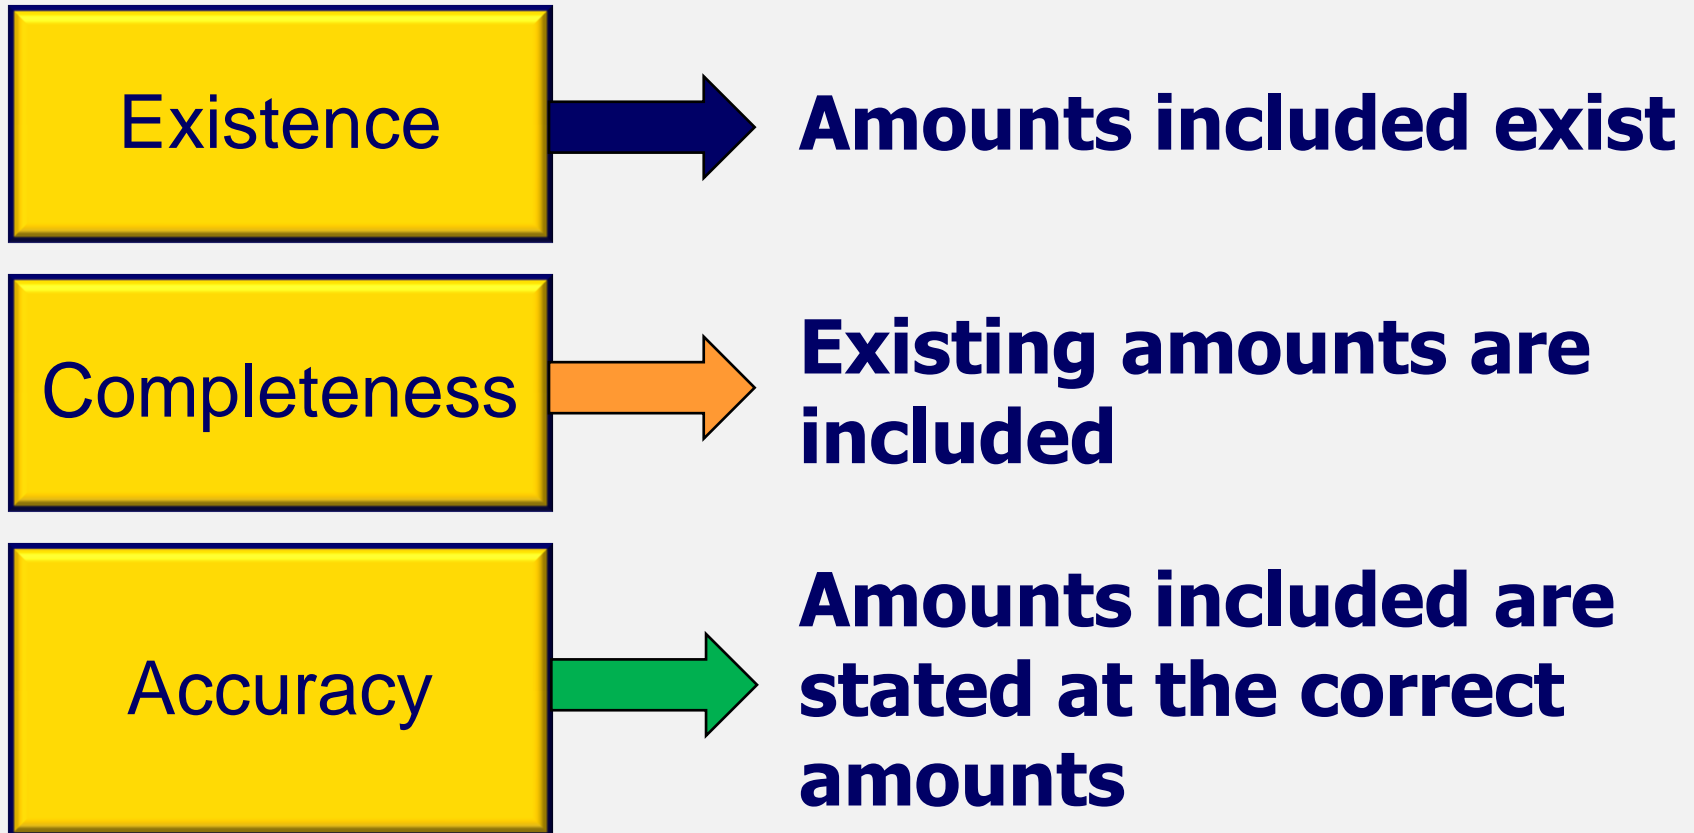 Existence
Amounts included exist
Completeness
Existing amounts are
included
Accuracy
Amounts included are
stated at the correct
amounts